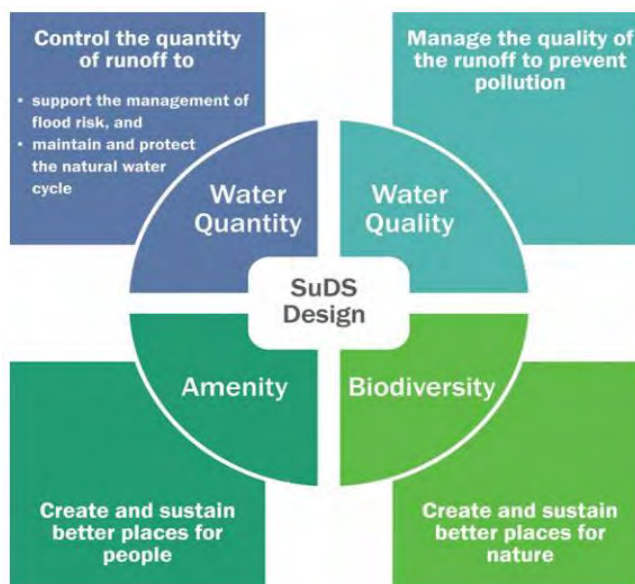 Control the quantity
of runoff to
• support the management of
flood risk, and
• maintain and protect
the natural water
cycle
Manage the quality of
the runoff to prevent
pollution
Water
Quantity
Water
Quality
SuDS
Design
Amenity
Biodiversity
Create and sustain
better places for
people
Create and sustain
better places for
nature